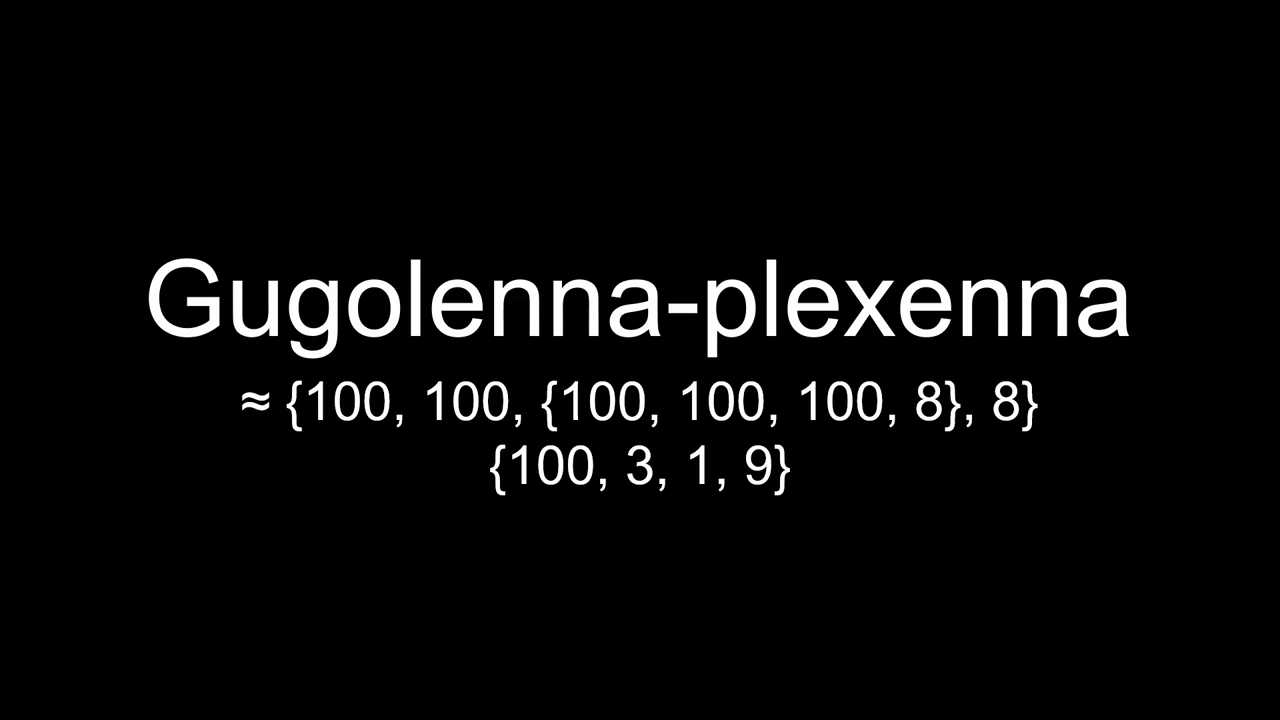 Gugolenna-plexenna
≈ {100, 100, {100, 100, 100, 8}, 8}
{100, 3, 1, 9}